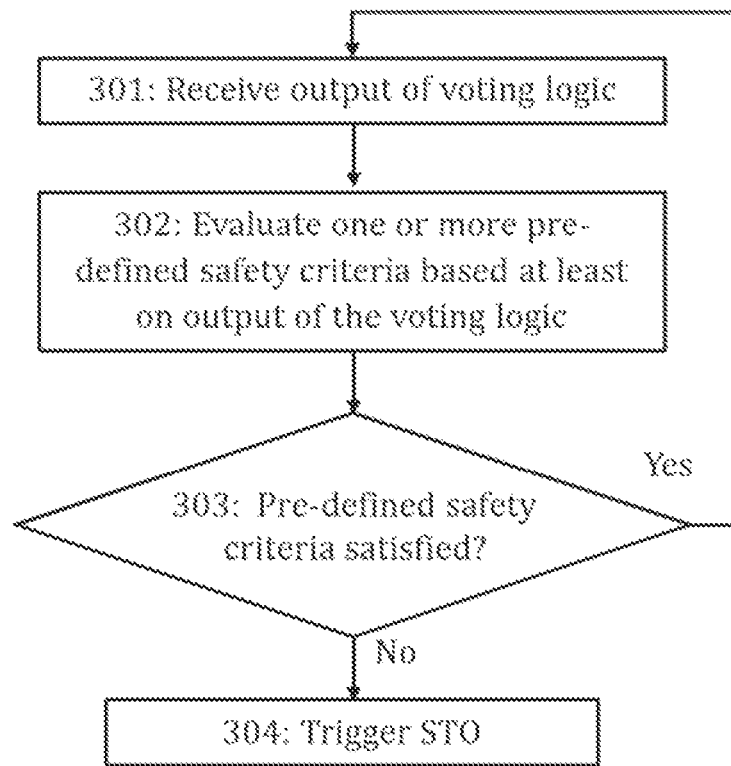 301: Receive output of voting logic
302: Evaluate one or more pre-
defined safety criteria based at least
on output of the voting logic
Yes
303: Pre-defined safety
criteria satisfied?
No
304: Trigger STO